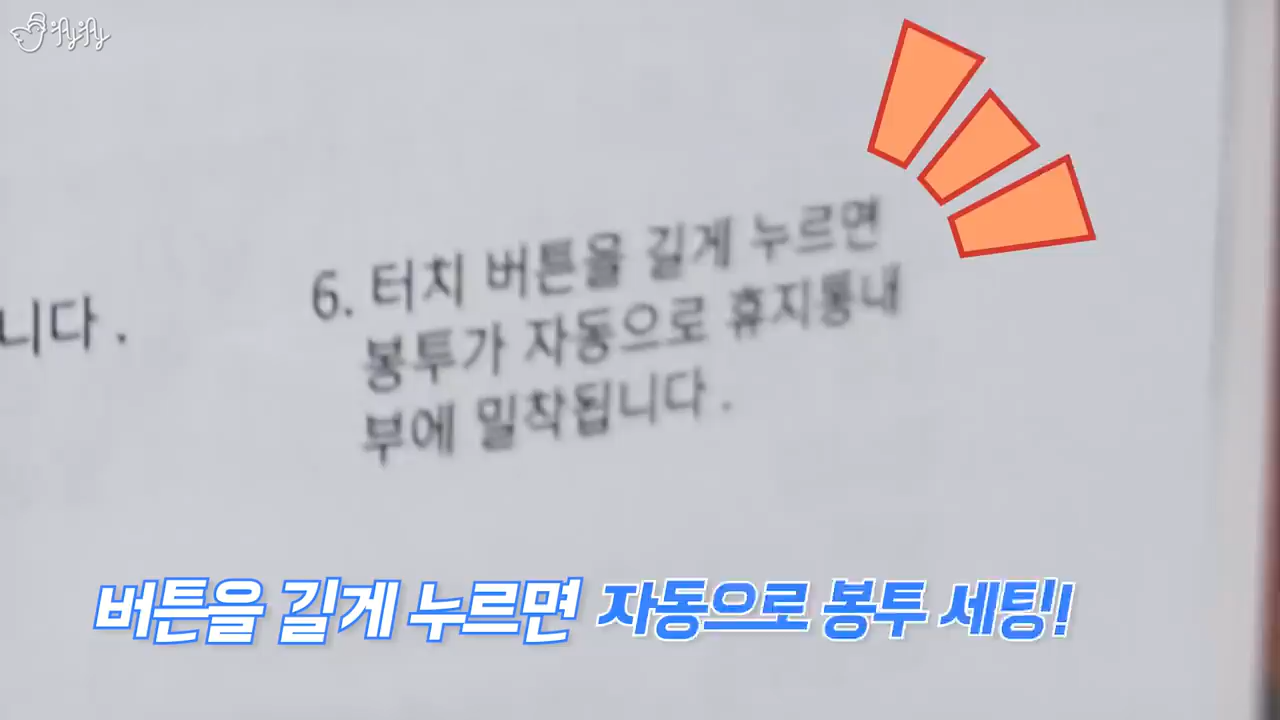 니다.
6. 터치 버튼을 길게 누르면
봉투가 자동으로 휴지통내
부에 밀착됩니다.
버튼을 길게 누르면 자동으로 봉투 세팅!